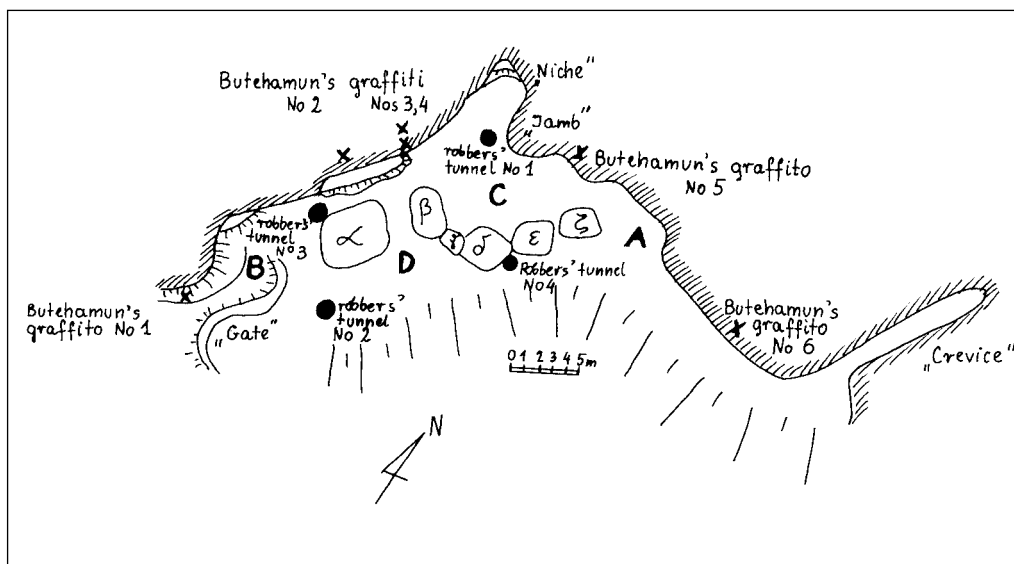 „Niche"
Butehamun's graffiti
No 2 Nos 3,4
„Jamb"
robbers'
tunnel No 1
Butehamun's graffito
No 5
C
β
ζ
ε
γ
δ
α
A
robbers'
tunnel
No 3
B
D
Robbers' tunnel
No 4
Butehamun's
graffito No 1
„Gate"
robbers'
tunnel
No 2
Butehamun's
graffito
No 6
„Crevice"
0 1 2 3 4 5m
N